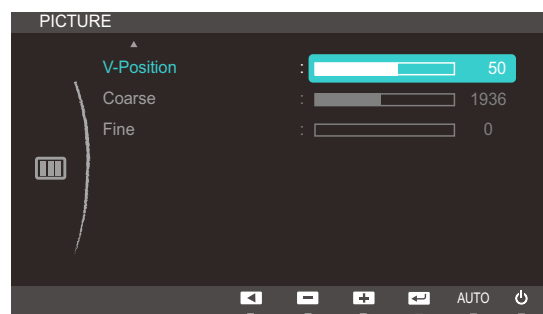 PICTURE
V-Position : 50
Coarse : 1936
Fine : 0
AUTO